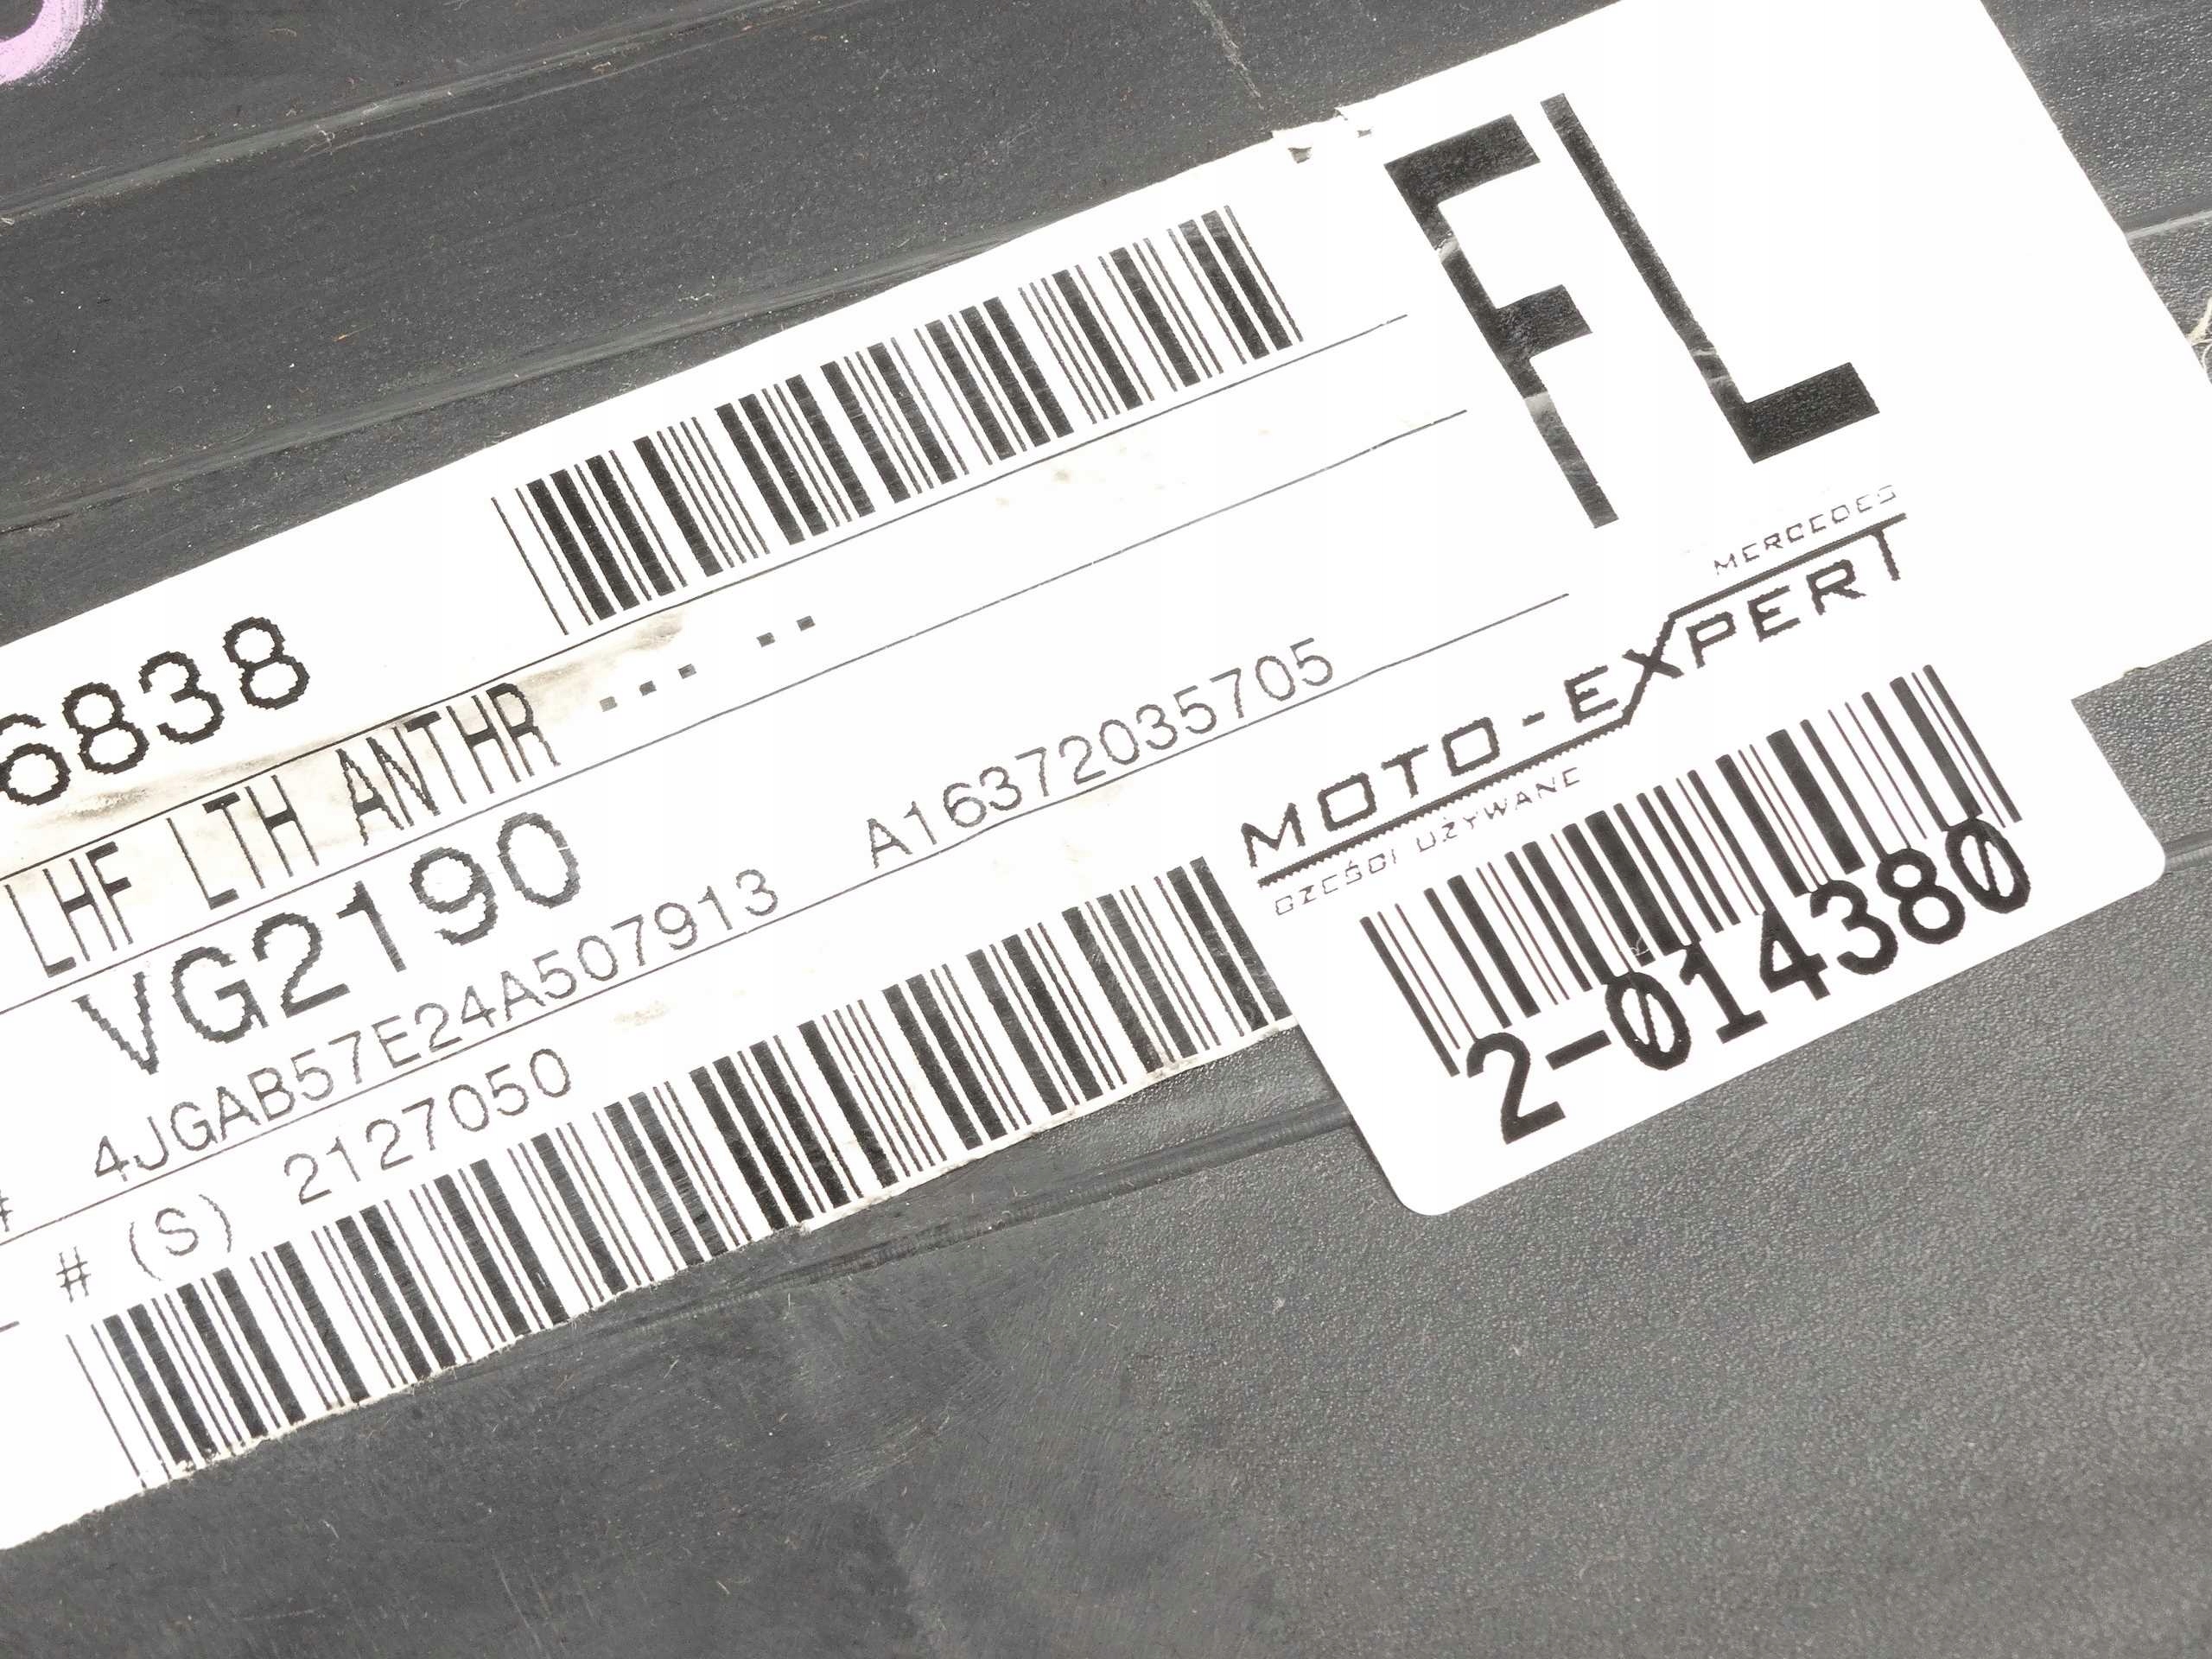 FL
6838
LHF LTH ANTHR ... ..
VG2190
# 4JGAB57E24A507913 A16372035705
# (S) 2127050
MERCEDES
MOTO-EXPERT
CZĘŚCI UŻYWANE
2-014380